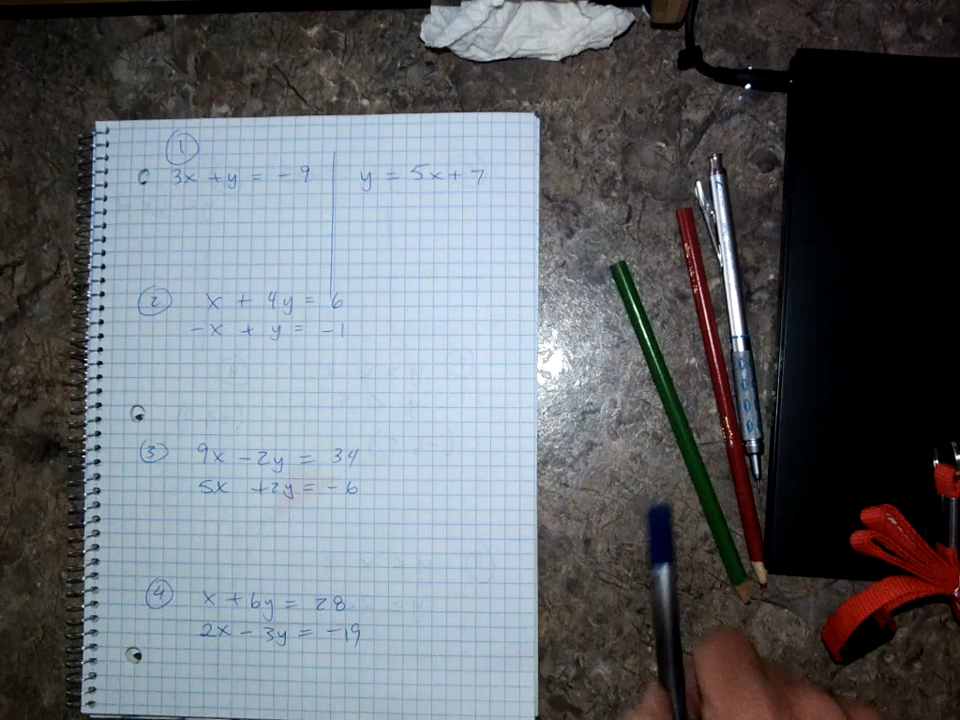 ①
3x + y = -9 | y = 5x + 7
② x + 4y = 6
-x + y = -1
③ 9x - 2y = 34
5x + 2y = -6
④ x + 6y = 28
2x - 3y = -19